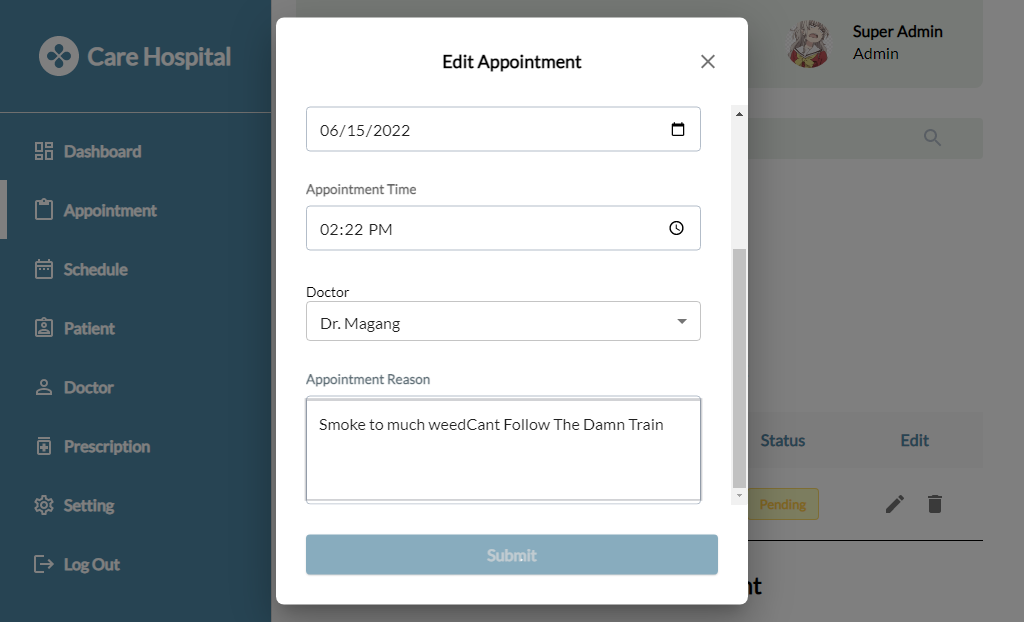 Care Hospital
Dashboard
Appointment
Schedule
Patient
Doctor
Prescription
Setting
Log Out
Super Admin
Admin
Edit Appointment
06/15/2022
Appointment Time
02:22 PM
Doctor
Dr. Magang
Appointment Reason
Smoke to much weedCant Follow The Damn Train
Submit
Status Edit
Pending